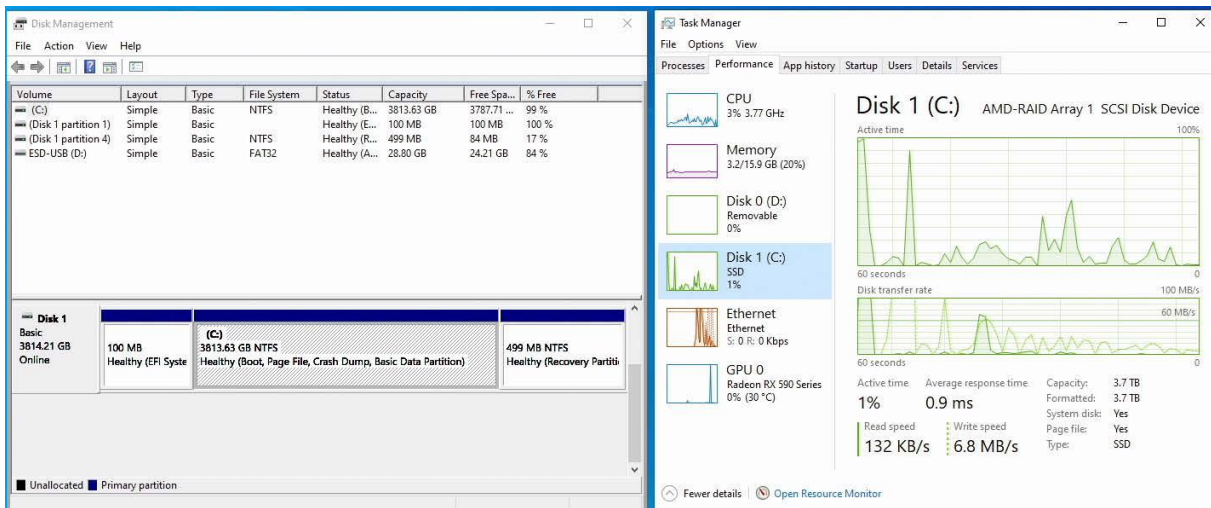 Disk Management
File Action View Help
Volume Layout Type File System Status Capacity Free Spa... % Free
(C:) Simple Basic NTFS Healthy (B... 3813.63 GB 3787.71 ... 99 %
(Disk 1 partition 1) Simple Basic Healthy (E... 100 MB 100 MB 100 %
(Disk 1 partition 4) Simple Basic NTFS Healthy (R... 499 MB 84 MB 17 %
ESD-USB (D:) Simple Basic FAT32 Healthy (A... 28.80 GB 24.21 GB 84 %
Disk 1
Basic
3814.21 GB
Online
100 MB
Healthy (EFI Syste
(C:)
3813.63 GB NTFS
Healthy (Boot, Page File, Crash Dump, Basic Data Partition)
499 MB NTFS
Healthy (Recovery Partiti
Unallocated Primary partition
Task Manager
File Options View
Processes Performance App history Startup Users Details Services
CPU
3% 3.77 GHz
Memory
3.2/15.9 GB (20%)
Disk 0 (D:)
Removable
0%
Disk 1 (C:)
SSD
1%
Ethernet
Ethernet
S: 0 R: 0 Kbps
GPU 0
Radeon RX 590 Series
0% (30 °C)
Disk 1 (C:) AMD-RAID Array 1 SCSI Disk Device
Active time 100%
60 seconds 0
Disk transfer rate 100 MB/s
60 MB/s
60 seconds 0
Active time Average response time
1% 0.9 ms
Read speed Write speed
132 KB/s 6.8 MB/s
Capacity: 3.7 TB
Formatted: 3.7 TB
System disk: Yes
Page file: Yes
Type: SSD
Fewer details Open Resource Monitor